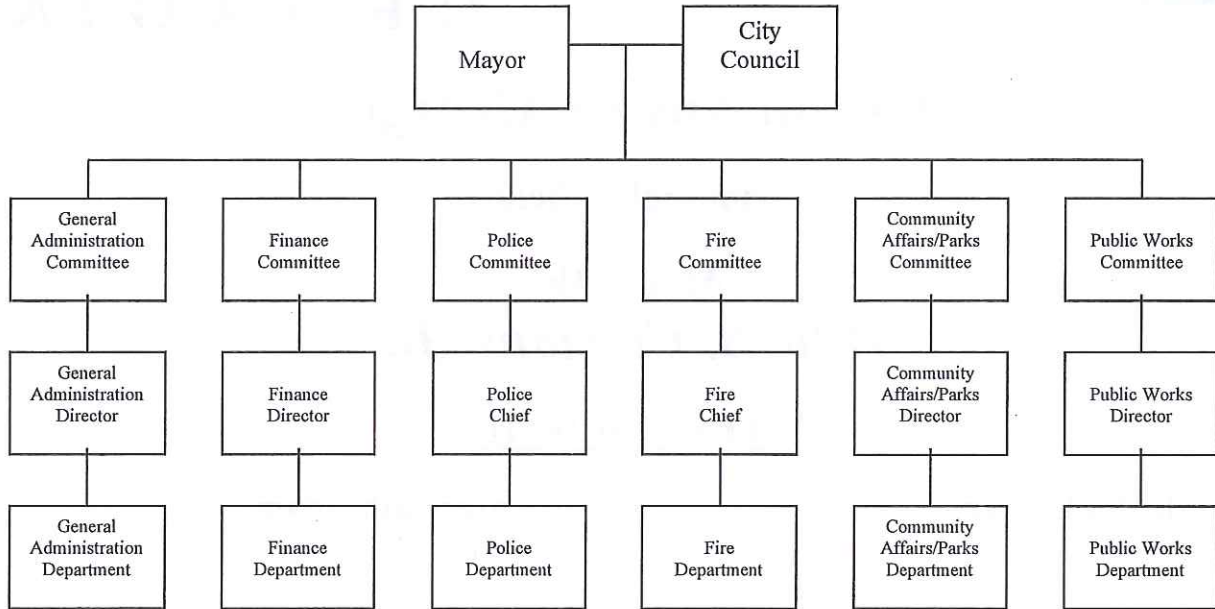 Mayor
City
Council
General
Administration
Committee
Finance
Committee
Police
Committee
Fire
Committee
Community
Affairs/Parks
Committee
Public Works
Committee
General
Administration
Director
Finance
Director
Police
Chief
Fire
Chief
Community
Affairs/Parks
Director
Public Works
Director
General
Administration
Department
Finance
Department
Police
Department
Fire
Department
Community
Affairs/Parks
Department
Public Works
Department